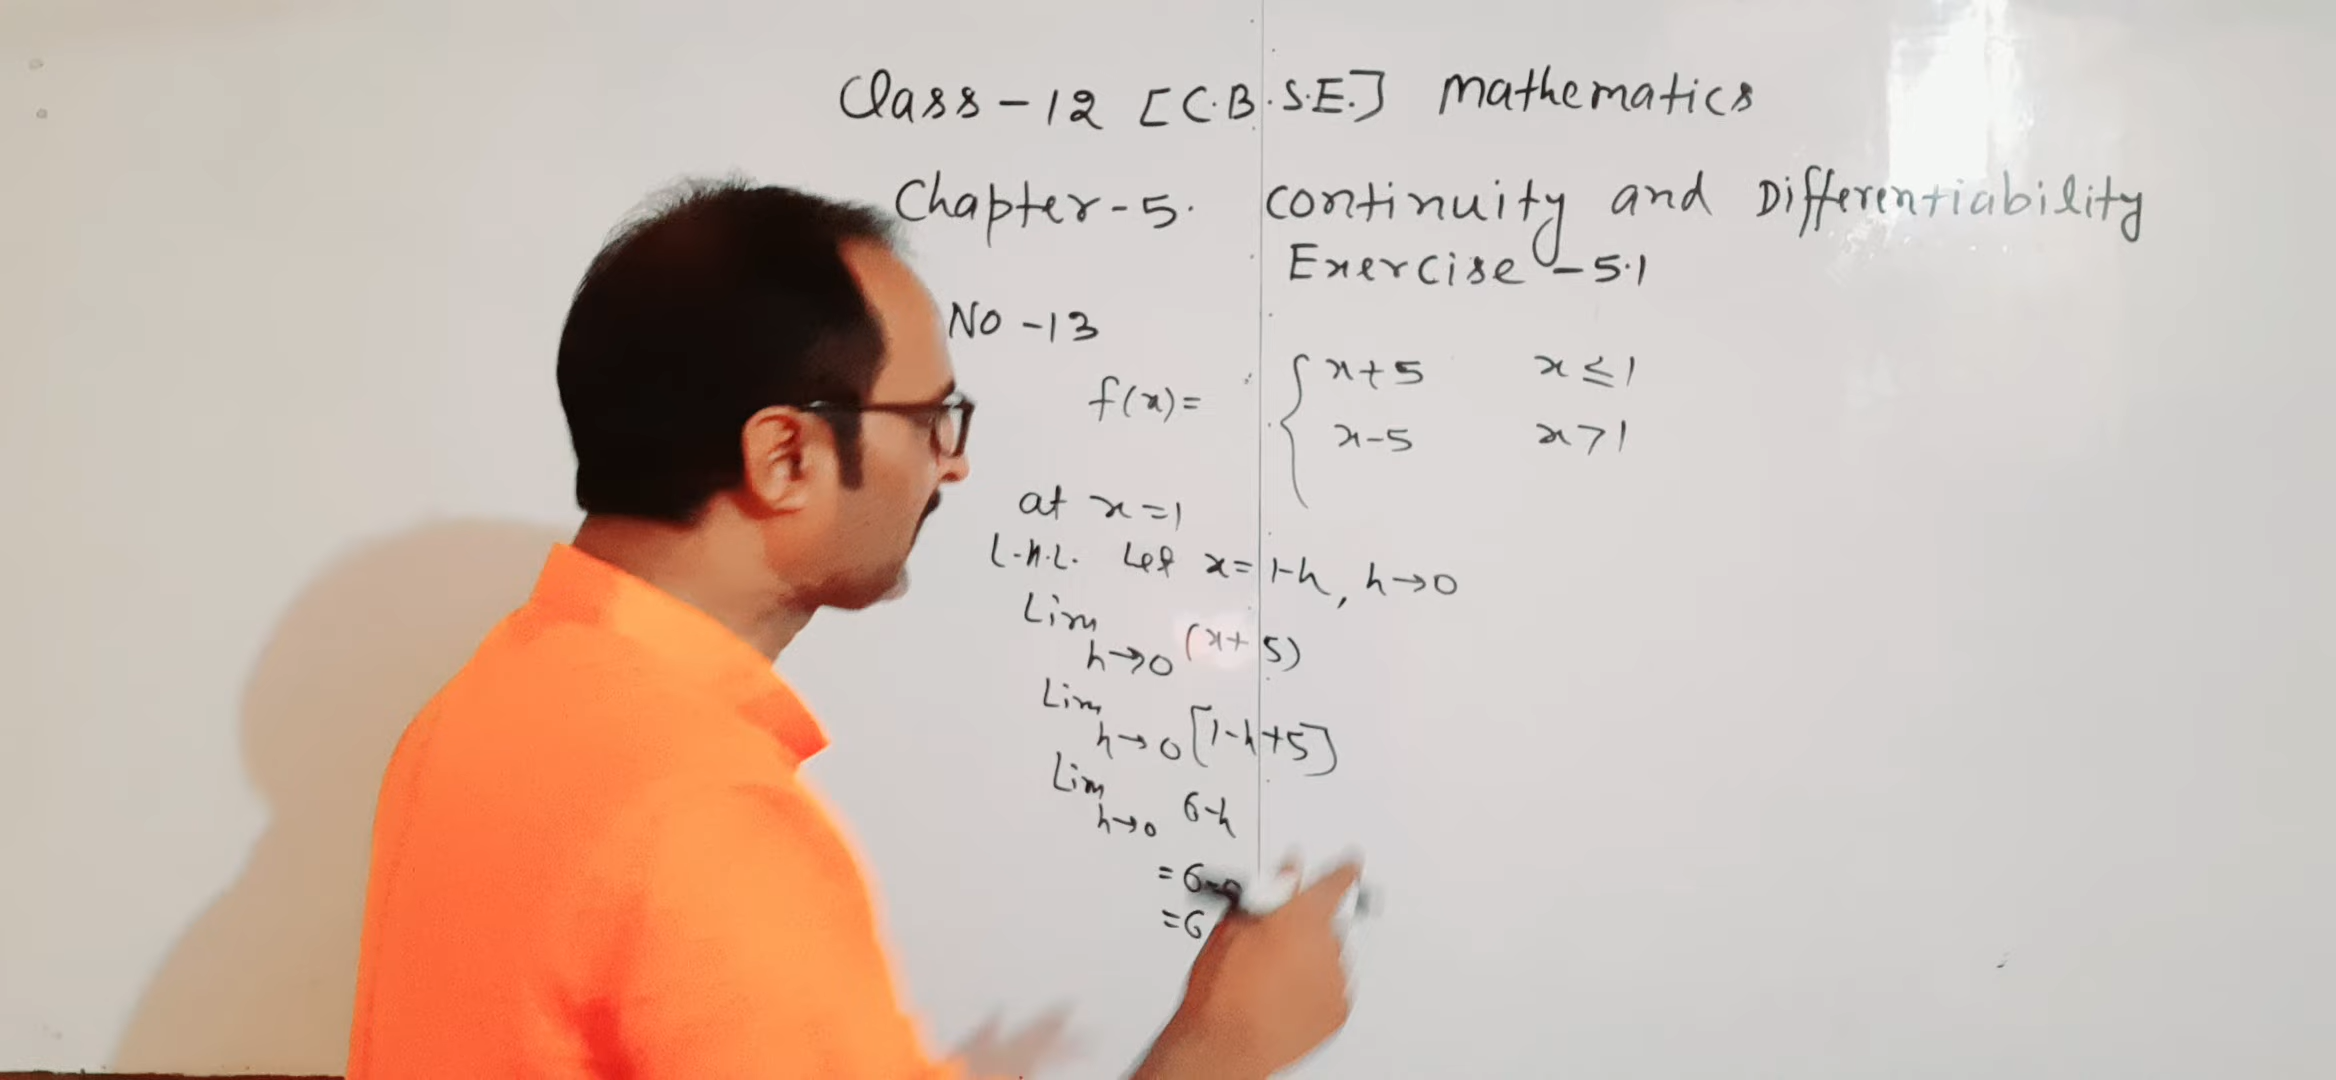 Class-12 [C.B.S.E.] Mathematics
Chapter-5. Continuity and Differentiability
Exercise-5.1
No-13
f(x)= { x+5 x≤1
x-5 x>1
at x=1
L.H.L. Let x=1-h, h→0
Lim h→0 (x+5)
Lim h→0 [1-h+5]
Lim h→0 6-h
=6-0
=6